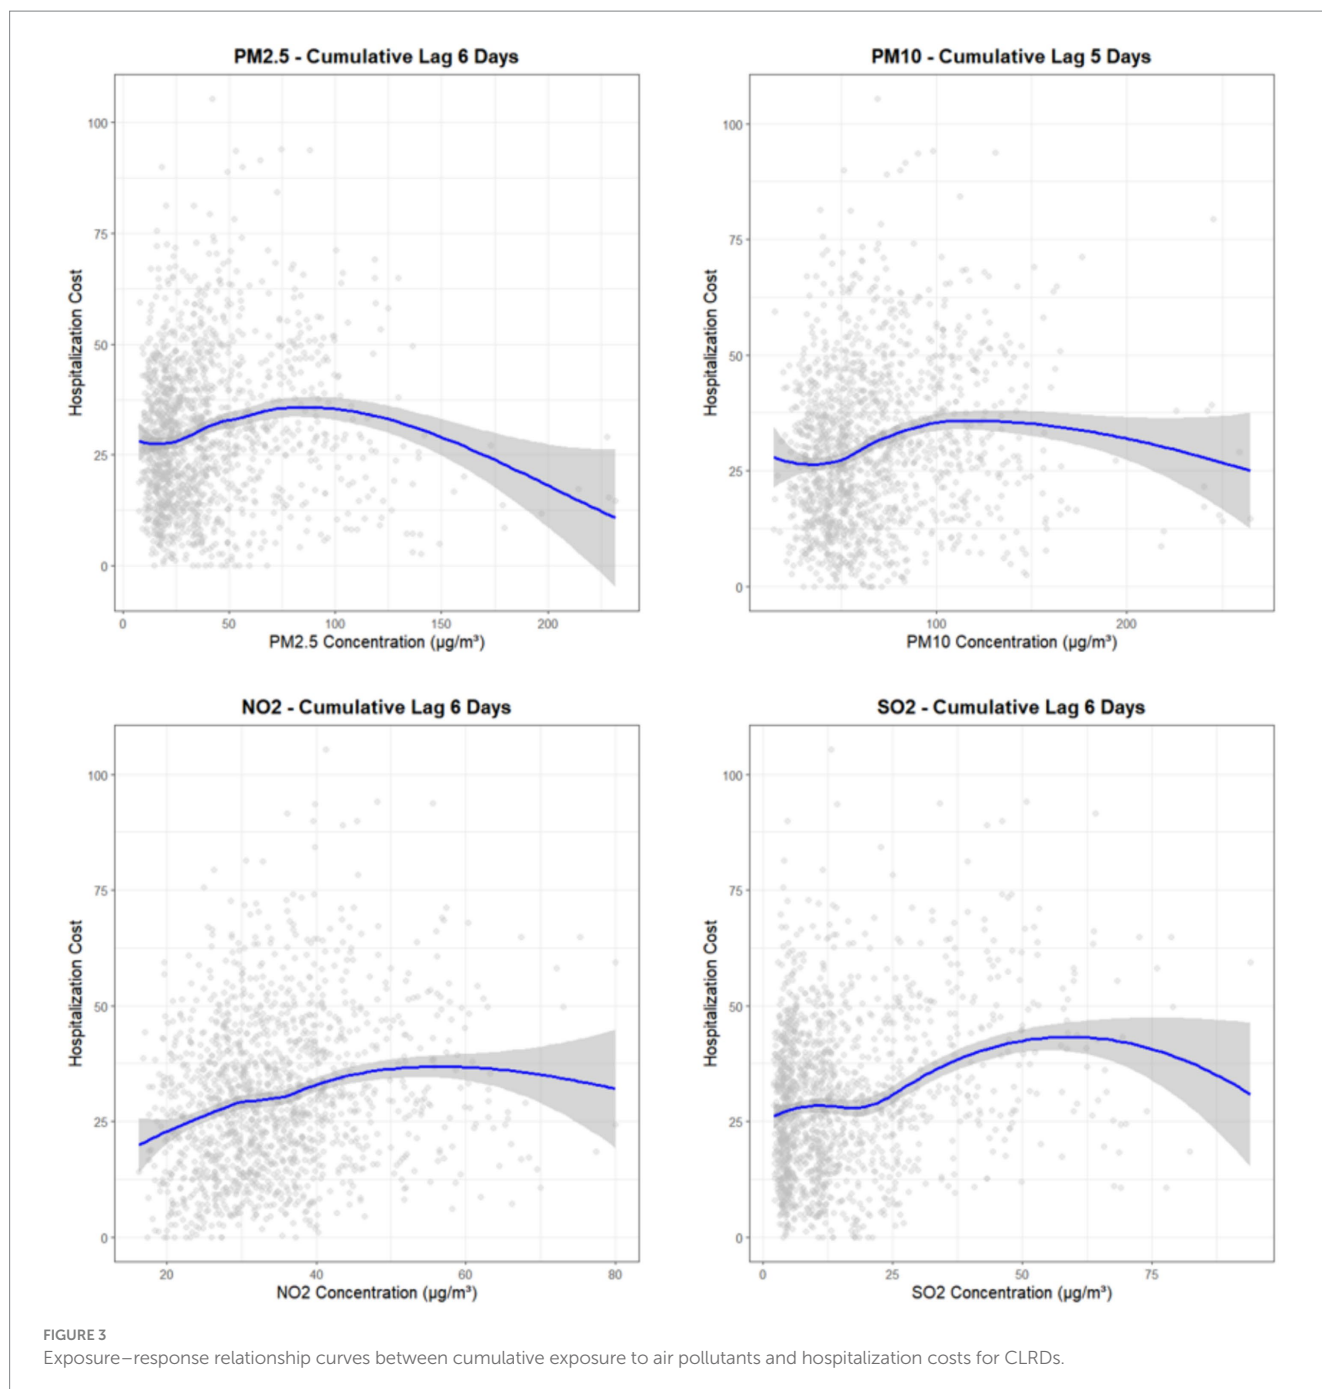 PM2.5 - Cumulative Lag 6 Days
Hospitalization Cost
100
75
50
25
0
0 50 100 150 200
PM2.5 Concentration (µg/m³)
PM10 - Cumulative Lag 5 Days
Hospitalization Cost
100
75
50
25
0
100 200
PM10 Concentration (µg/m³)
NO2 - Cumulative Lag 6 Days
Hospitalization Cost
100
75
50
25
0
20 40 60 80
NO2 Concentration (µg/m³)
SO2 - Cumulative Lag 6 Days
Hospitalization Cost
100
75
50
25
0
0 25 50 75
SO2 Concentration (µg/m³)
FIGURE 3
Exposure–response relationship curves between cumulative exposure to air pollutants and hospitalization costs for CLRDs.